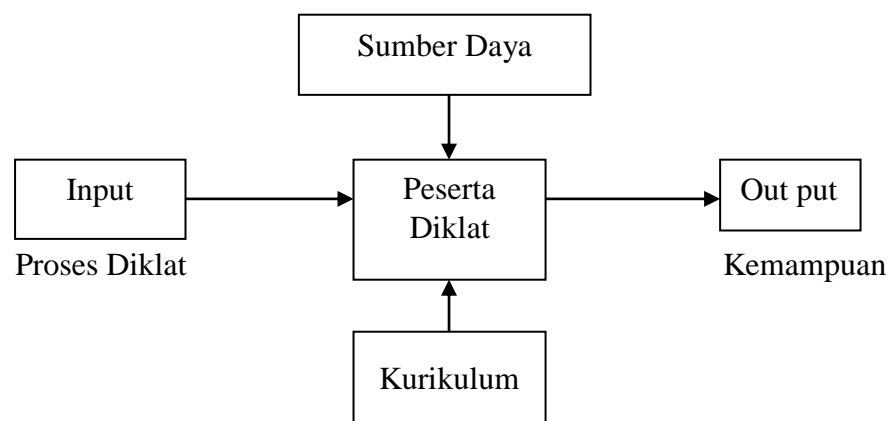 Sumber Daya
Input
Peserta
Diklat
Out put
Proses Diklat
Kemampuan
Kurikulum